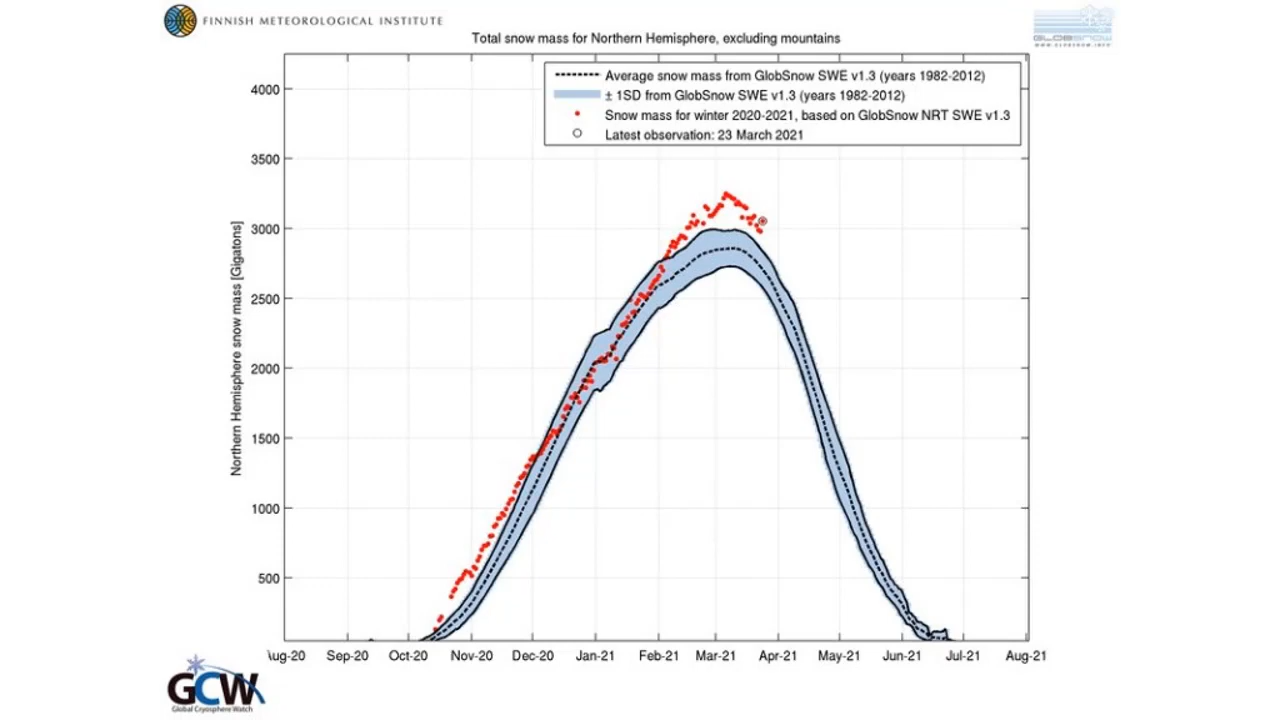 FINNISH METEOROLOGICAL INSTITUTE
GLOBSNOW
WWW.GLOBSNOW.INFO
Total snow mass for Northern Hemisphere, excluding mountains
Average snow mass from GlobSnow SWE v1.3 (years 1982-2012)
± 1SD from GlobSnow SWE v1.3 (years 1982-2012)
Snow mass for winter 2020-2021, based on GlobSnow NRT SWE v1.3
Latest observation: 23 March 2021
Northern Hemisphere snow mass [Gigatons]
4000
3500
3000
2500
2000
1500
1000
500
Aug-20 Sep-20 Oct-20 Nov-20 Dec-20 Jan-21 Feb-21 Mar-21 Apr-21 May-21 Jun-21 Jul-21 Aug-21
GCW
Global Cryosphere Watch